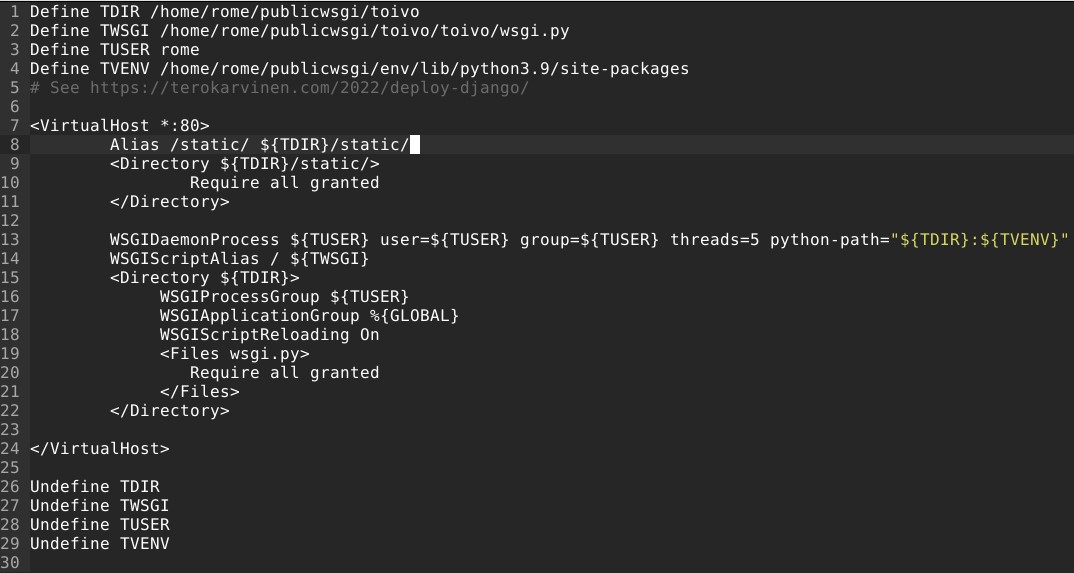 1 Define TDIR /home/rome/publicwsgi/toivo
2 Define TWSGI /home/rome/publicwsgi/toivo/toivo/wsgi.py
3 Define TUSER rome
4 Define TVENV /home/rome/publicwsgi/env/lib/python3.9/site-packages
5 # See https://terokarvinen.com/2022/deploy-django/
6
7 <VirtualHost *:80>
8         Alias /static/ ${TDIR}/static/
9         <Directory ${TDIR}/static/>
10                 Require all granted
11         </Directory>
12
13         WSGIDaemonProcess ${TUSER} user=${TUSER} group=${TUSER} threads=5 python-path="${TDIR}:${TVENV}"
14         WSGIScriptAlias / ${TWSGI}
15         <Directory ${TDIR}>
16              WSGIProcessGroup ${TUSER}
17              WSGIApplicationGroup %{GLOBAL}
18              WSGIScriptReloading On
19              <Files wsgi.py>
20                 Require all granted
21              </Files>
22         </Directory>
23
24 </VirtualHost>
25
26 Undefine TDIR
27 Undefine TWSGI
28 Undefine TUSER
29 Undefine TVENV
30